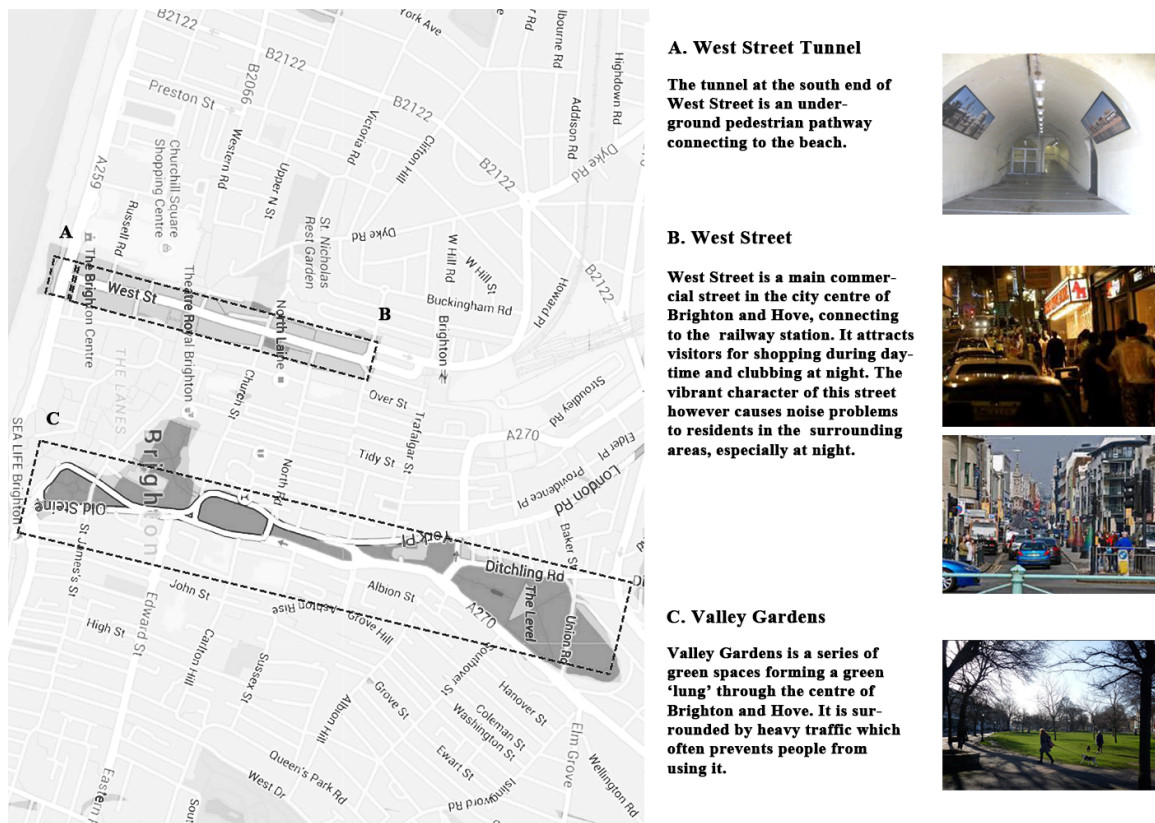 York Ave
B2122
B2122
B2066
Preston St
Western Rd
Victoria Rd
Clifton Hill
B2122
Addison Rd
Highdown Rd
Dyke Rd
B2122
A259
Churchill Square
Shopping Centre
Upper N St
St. Nicholas
Rest Garden
Dyke Rd
Russell Rd
W Hill Rd
W Hill St
Howard Pl
B2122
Buckingham Rd
A
The Brighton Centre
West St
Theatre Royal Brighton
North Laine
B
Brighton
THE LANES
Church St
Over St
Trafalgar St
Stroudley Rd
A270
Elder Pl
Providence Pl
London Rd
C
SEA LIFE Brighton
Brighton
Tidy St
North Rd
Old Steine
York Pl
Baker St
Ditchling Rd
St James's St
The Level
Union Rd
A270
Albion St
John St
Ashton Rise
Grove Hill
Edward St
High St
Carlton Hill
Sussex St
Southover St
Hanover St
Albion Hill
Grove St
Coleman St
Washington St
Ewart St
Elm Grove
Wellington Rd
Queen's Park Rd
West Dr
Eastern
A. West Street Tunnel
The tunnel at the south end of
West Street is an under-
ground pedestrian pathway
connecting to the beach.
B. West Street
West Street is a main commer-
cial street in the city centre of
Brighton and Hove, connecting
to the railway station. It attracts
visitors for shopping during day-
time and clubbing at night. The
vibrant character of this street
however causes noise problems
to residents in the surrounding
areas, especially at night.
C. Valley Gardens
Valley Gardens is a series of
green spaces forming a green
‘lung’ through the centre of
Brighton and Hove. It is sur-
rounded by heavy traffic which
often prevents people from
using it.